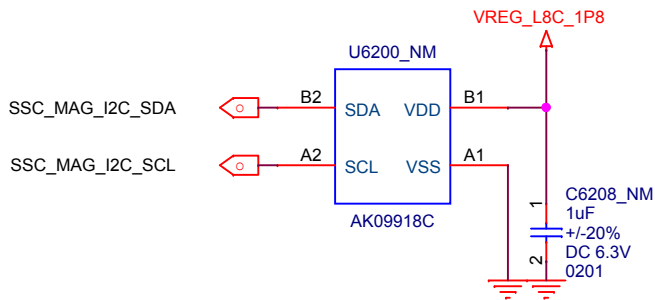 VREG_L8C_1P8
U6200_NM
SSC_MAG_I2C_SDA B2 SDA VDD B1
SSC_MAG_I2C_SCL A2 SCL VSS A1
AK09918C
1
2
C6208_NM
1uF
+/-20%
DC 6.3V
0201